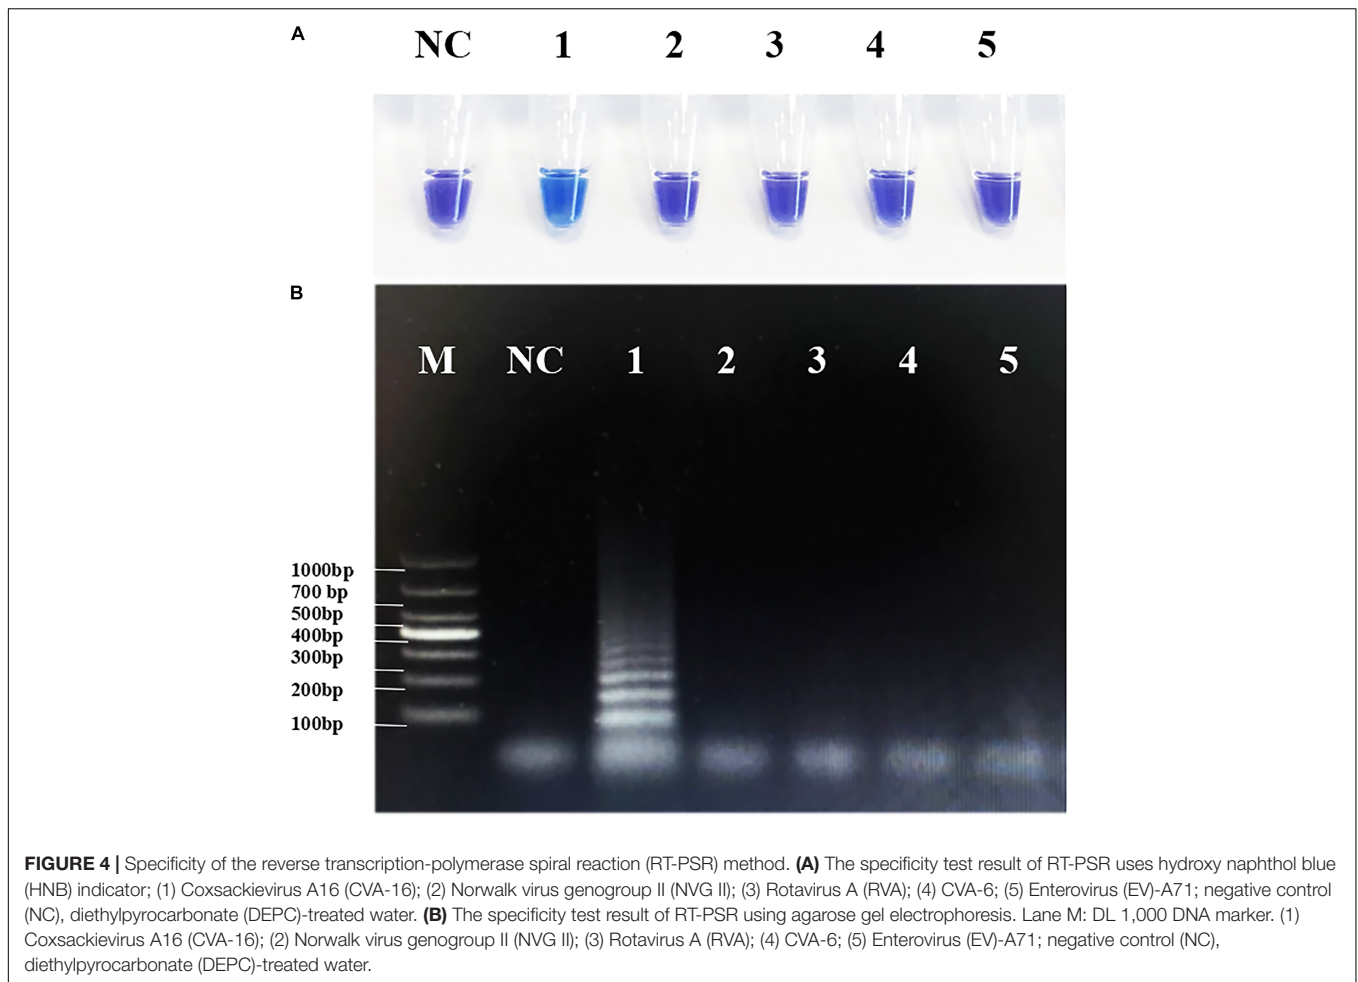 A
NC 1 2 3 4 5
B
M NC 1 2 3 4 5
1000bp
700 bp
500bp
400bp
300bp
200bp
100bp
FIGURE 4 | Specificity of the reverse transcription-polymerase spiral reaction (RT-PSR) method. (A) The specificity test result of RT-PSR uses hydroxy naphthol blue
(HNB) indicator; (1) Coxsackievirus A16 (CVA-16); (2) Norwalk virus genogroup II (NVG II); (3) Rotavirus A (RVA); (4) CVA-6; (5) Enterovirus (EV)-A71; negative control
(NC), diethylpyrocarbonate (DEPC)-treated water. (B) The specificity test result of RT-PSR using agarose gel electrophoresis. Lane M: DL 1,000 DNA marker. (1)
Coxsackievirus A16 (CVA-16); (2) Norwalk virus genogroup II (NVG II); (3) Rotavirus A (RVA); (4) CVA-6; (5) Enterovirus (EV)-A71; negative control (NC),
diethylpyrocarbonate (DEPC)-treated water.